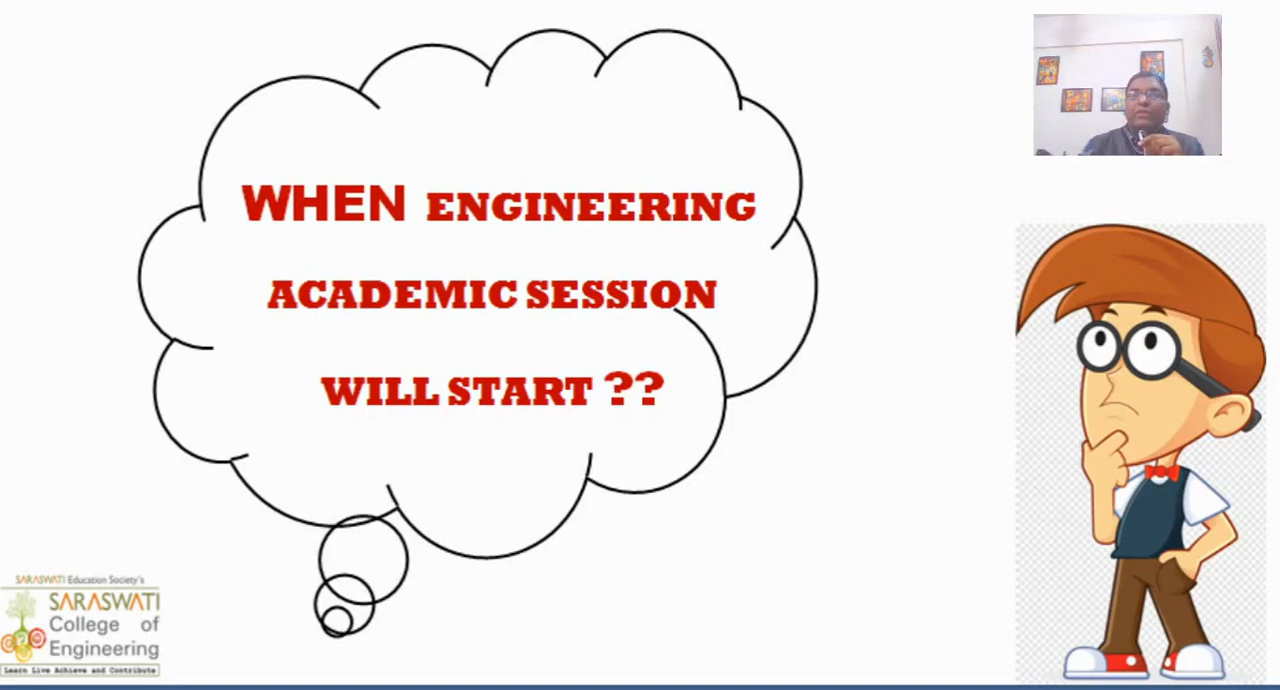 WHEN ENGINEERING
ACADEMIC SESSION
WILL START ??
SARASWATI Education Society's
SARASWATI
College of
Engineering
Learn Live Achieve and Contribute